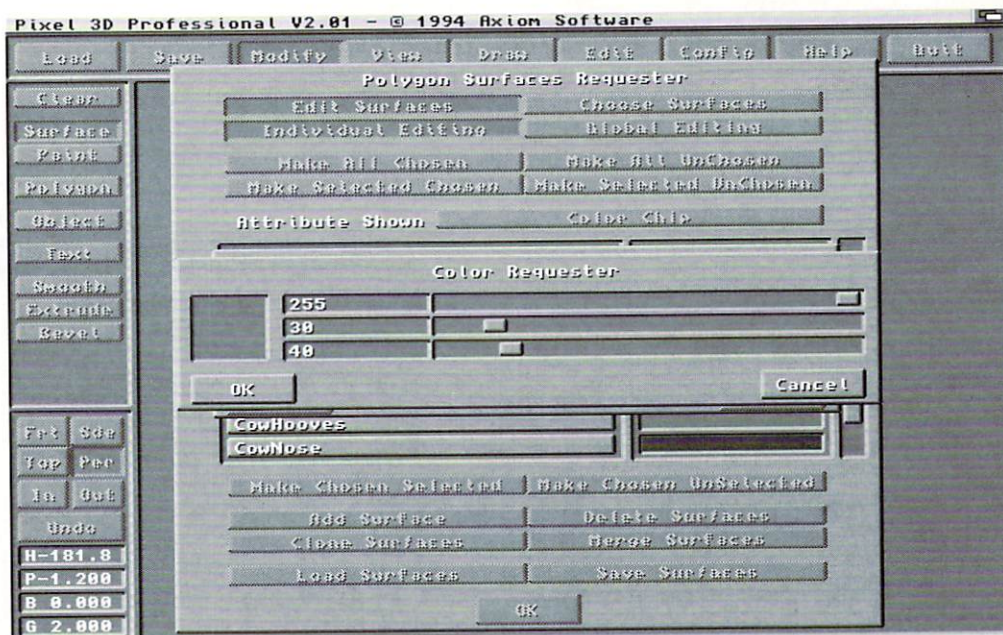 Pixel 3D Professional V2.01 - © 1994 Axiom Software
Load Save Modify View Draw Edit Config Help Quit
Polygon Surfaces Requester
Clear
Edit Surfaces Choose Surfaces
Surface
Individual Editing Global Editing
Paint
Make All Chosen Make All UnChosen
Polygon
Make Selected Chosen Make Selected UnChosen
Object
Attribute Shown Color Chip
Text
Color Requester
Smooth
255
Extrude
30
Bevel
40
OK Cancel
CowHooves
Frt Sde
CowNose
Top Per
Make Chosen Selected Make Chosen UnSelected
In Out
Add Surface Delete Surfaces
Undo
Clone Surfaces Merge Surfaces
H-181.8
Load Surfaces Save Surfaces
P-1.200
B 0.000
OK
G 2.000